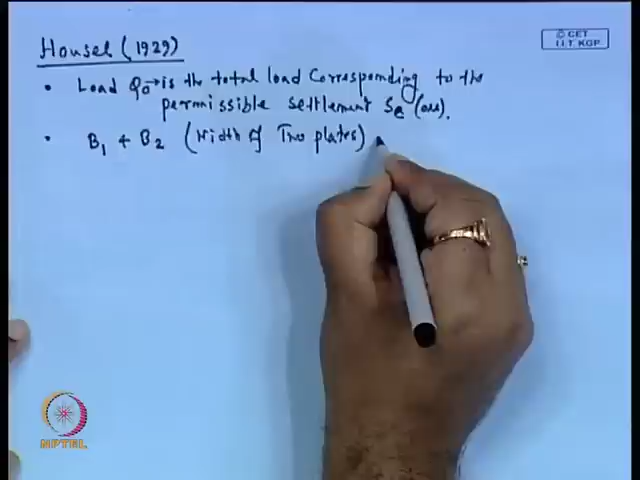 Housel (1929)
© CET
I.I.T. KGP
• Load Q₀ → is the total load Corresponding to the
permissible settlement Se (all).
• B₁ + B₂ (Width of Two plates)
NPTEL